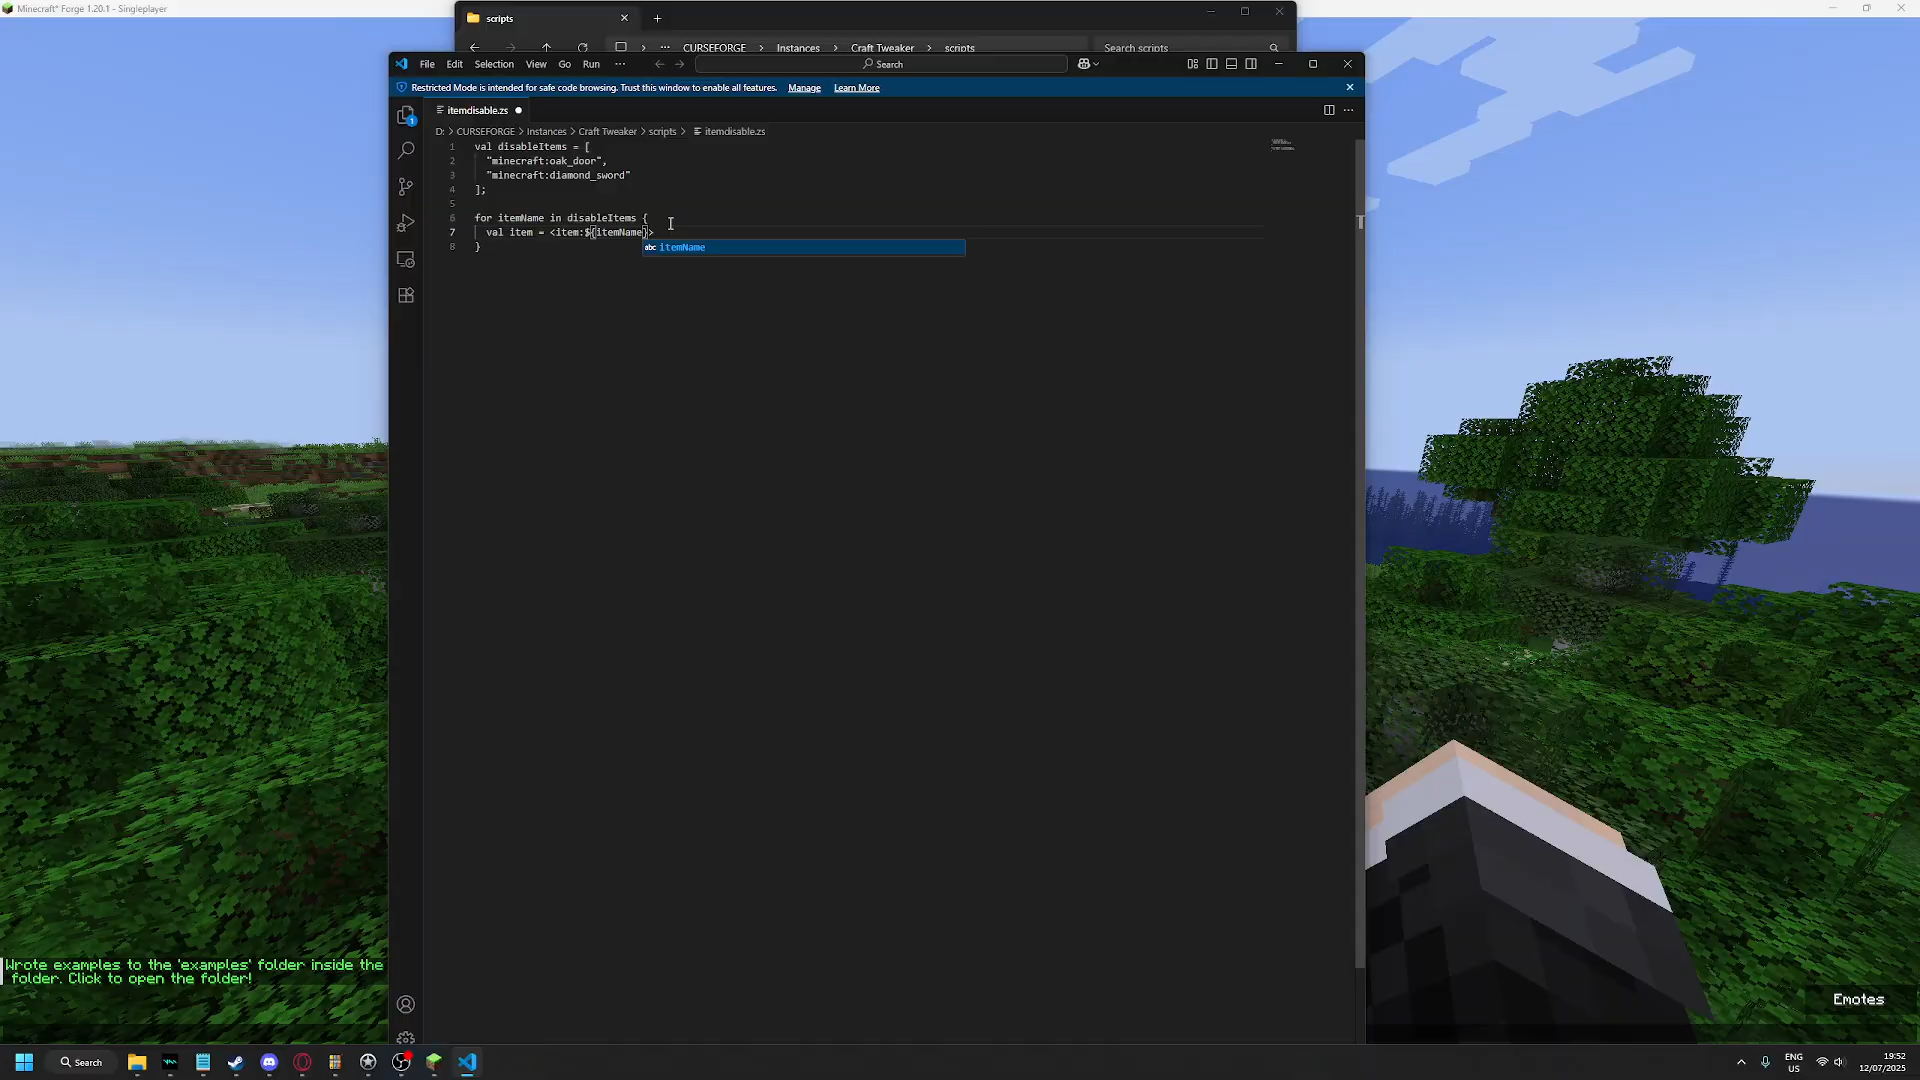 Minecraft* Forge 1.20.1 - Singleplayer
scripts
CURSEFORGE > Instances > Craft Tweaker > scripts
Search scripts
File Edit Selection View Go Run ···
Search
Restricted Mode is intended for safe code browsing. Trust this window to enable all features. Manage Learn More
1
itemdisable.zs
D: > CURSEFORGE > Instances > Craft Tweaker > scripts > itemdisable.zs
1 val disableItems = [
2 "minecraft:oak_door",
3 "minecraft:diamond_sword"
4 ];
5
6 for itemName in disableItems {
7 val item = <item:${itemName}>
abc itemName
8 }
Wrote examples to the 'examples' folder inside the
folder. Click to open the folder!
Emotes
Search
ENG
US
19:52
12/07/2025